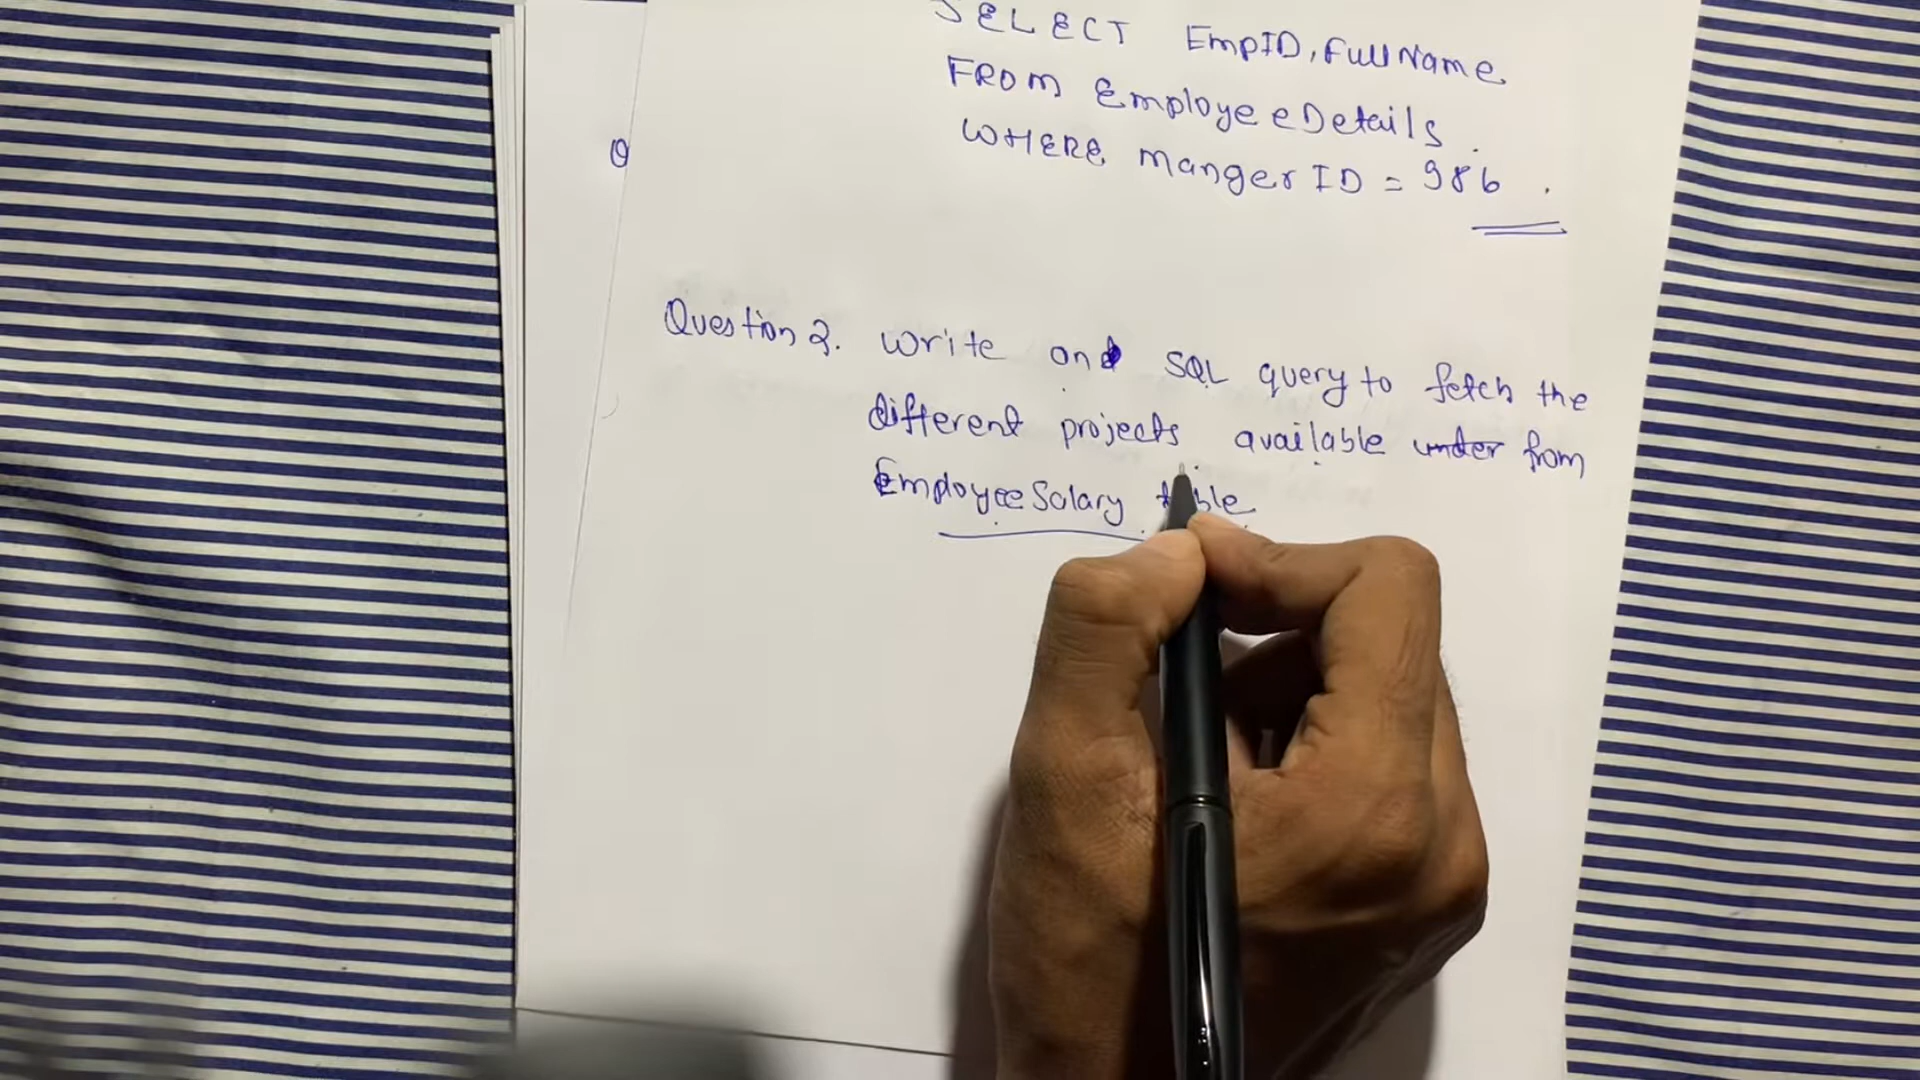 SELECT EmpID, FullName
FROM EmployeeDetails
WHERE MangerID = 986
Q
Question 2. Write an SQL query to fetch the
different projects available under from
EmployeeSalary table